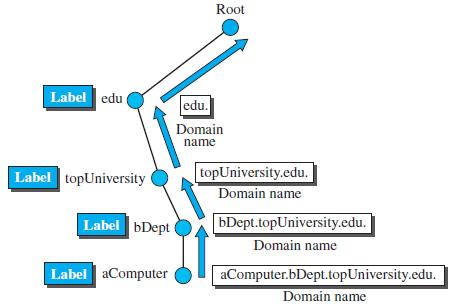 Root
Label edu
edu.
Domain
name
Label topUniversity
topUniversity.edu.
Domain name
Label bDept
bDept.topUniversity.edu.
Domain name
Label aComputer
aComputer.bDept.topUniversity.edu.
Domain name